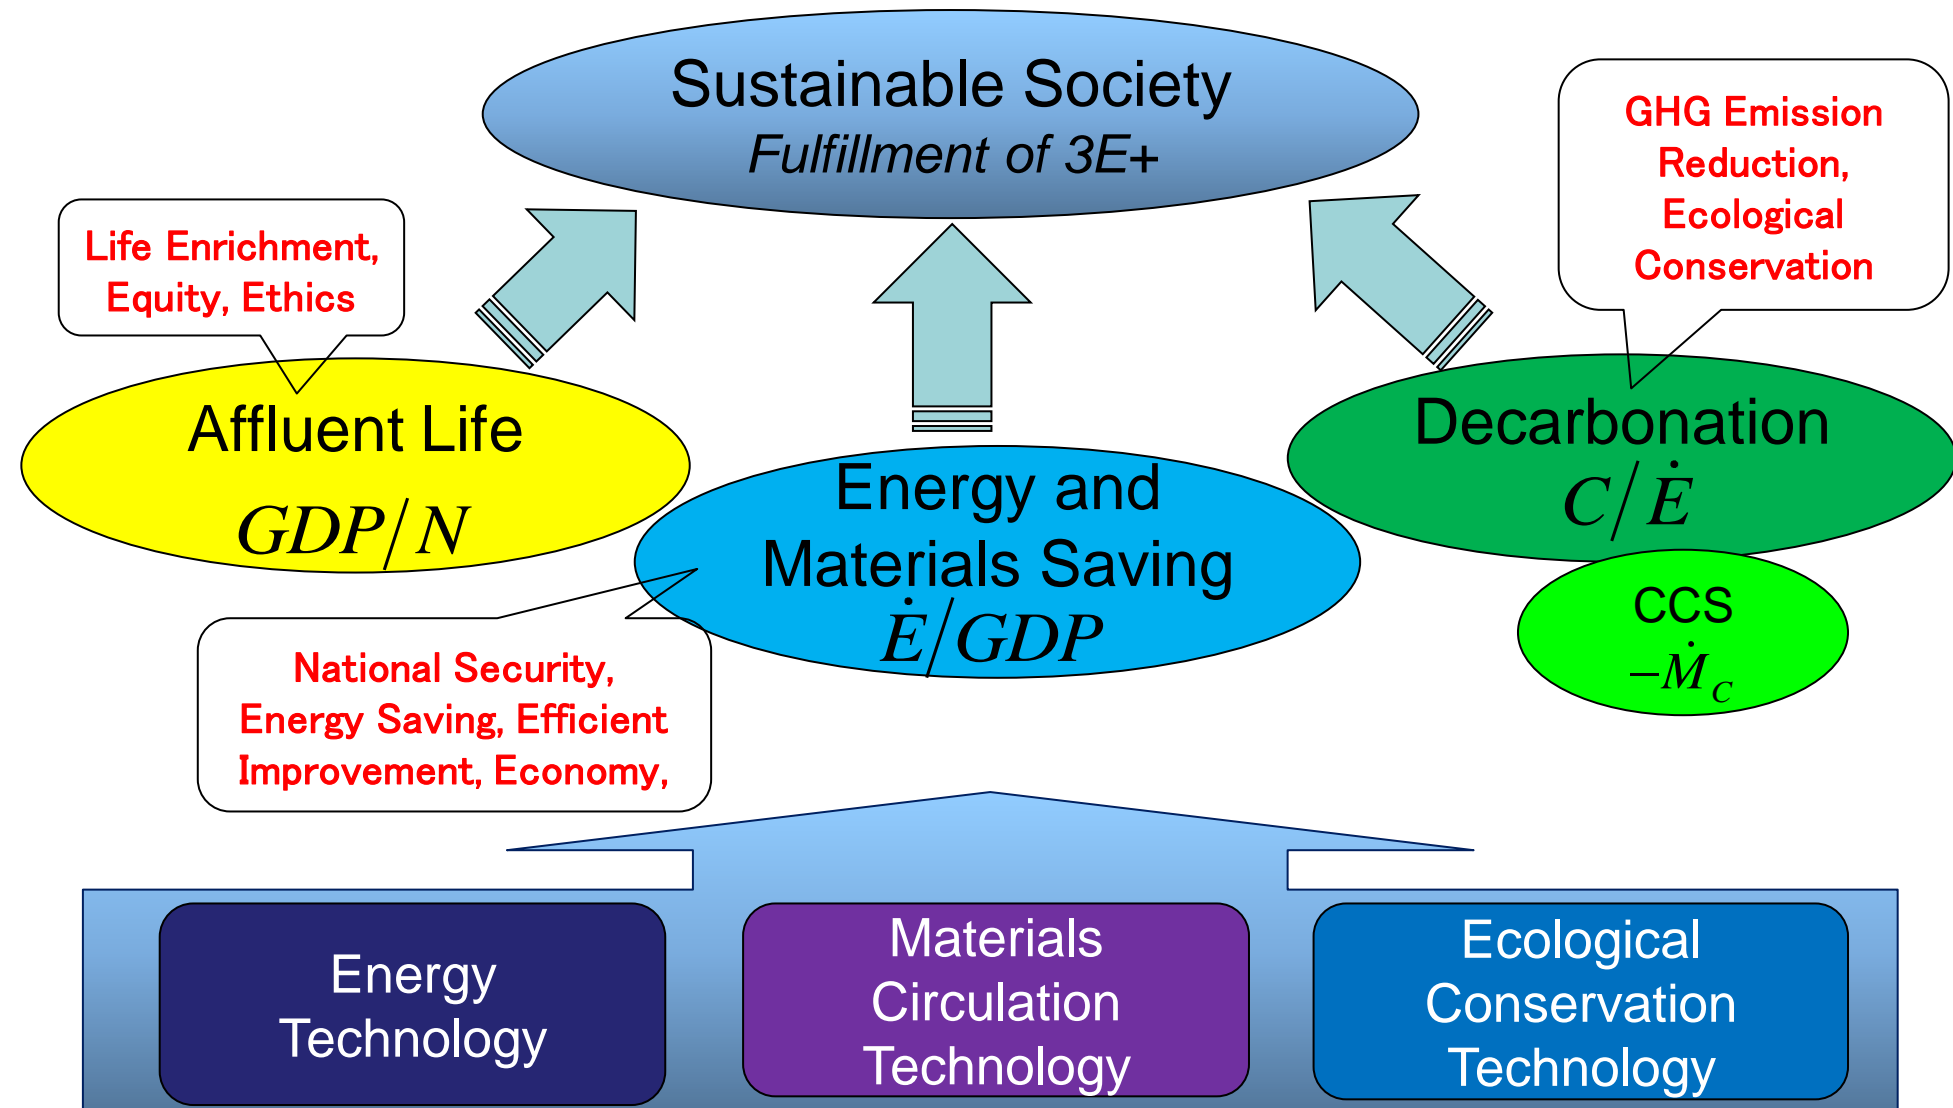 Sustainable Society
Fulfillment of 3E+
GHG Emission
Reduction,
Ecological
Conservation
Life Enrichment,
Equity, Ethics
Affluent Life
GDP/N
Energy and
Materials Saving
Ė/GDP
Decarbonation
C/Ė
CCS
−Ṁ_C
National Security,
Energy Saving, Efficient
Improvement, Economy,
Energy
Technology
Materials
Circulation
Technology
Ecological
Conservation
Technology